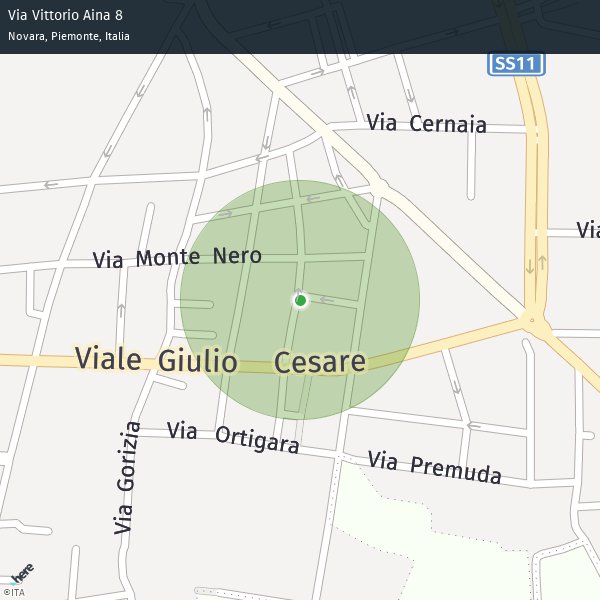 Via Vittorio Aina 8
Novara, Piemonte, Italia
SS11
Via Cernaia
Via
Via Monte Nero
Viale Giulio Cesare
Via Ortigara
Via Gorizia
Via Premuda
here
©ITA